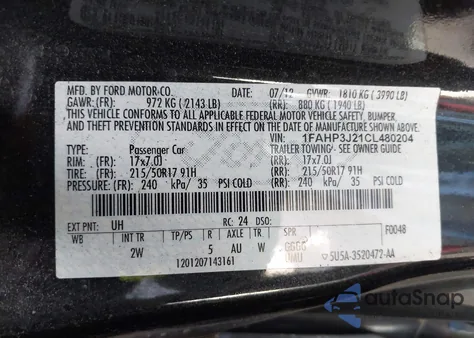 MFD. BY FORD MOTOR-CO. DATE: 07/12 GVWR: 1810 KG ( 3990 LB)
GAWR: (FR) 972 KG ( 2143 LB) (RR) 880 KG ( 1940 LB)
THIS VEHICLE CONFORMS TO ALL APPLICABLE FEDERAL MOTOR VEHICLE SAFETY, BUMPER,
AND THEFT PREVENTION STANDARDS IN EFFECT ON THE DATE OF MANUFACTURE SHOWN ABOVE.
VIN: 1FAHP3J21CL480204
TYPE: Passenger Car TRAILER TOWING- SEE OWNER GUIDE
RIM: (FR) 17x7.0J (RR) 17x7.0J
TIRE: (FR) 215/50R17 91H (RR) 215/50R17 91H
PRESSURE: (FR) 240 kPa/ 35 PSI COLD (RR) 240 kPa/ 35 PSI COLD
EXT PNT: UH RC: 24 DSO: F0048
WB INT TR TP/PS R AXLE TR SPR
2W 5 AU W GGGG
UMU
1201207143161 5U5A-3520472-AA
autoSnap